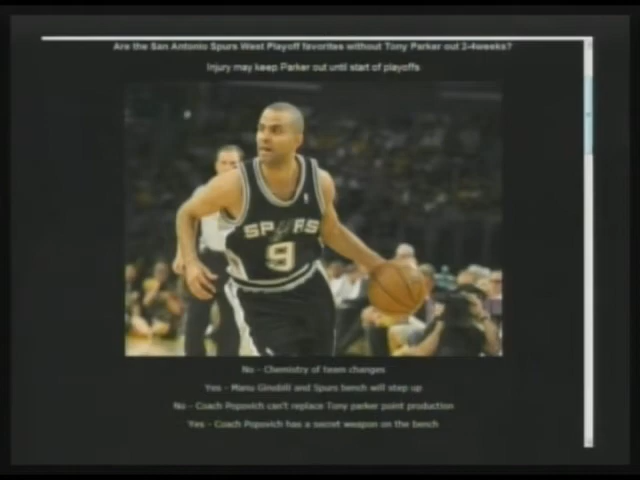 Are the San Antonio Spurs West Playoff favorites without Tony Parker out 2-4weeks?
Injury may keep Parker out until start of playoffs
SPURS
9
No - Chemistry of team changes
Yes - Manu Ginobili and Spurs bench will step up
No - Coach Popovich can't replace Tony parker point production
Yes - Coach Popovich has a secret weapon on the bench